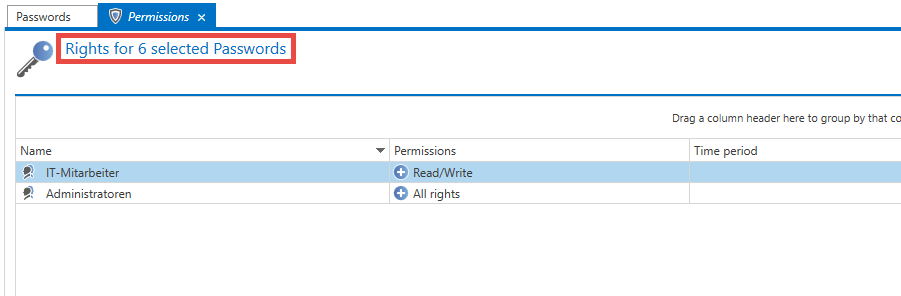 Passwords Permissions
Rights for 6 selected Passwords
Drag a column header here to group by that co
Name Permissions Time period
IT-Mitarbeiter Read/Write
Administratoren All rights